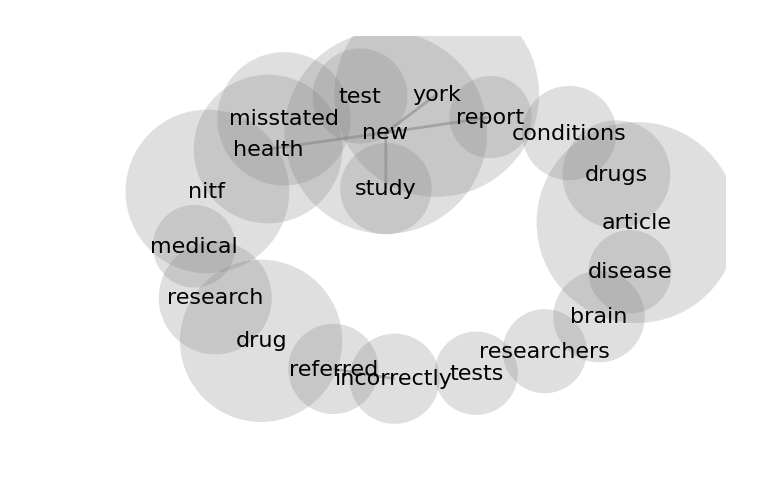 test
york
misstated
report
new
conditions
health
drugs
study
nitf
article
medical
disease
research
brain
drug
researchers
referred
tests
incorrectly